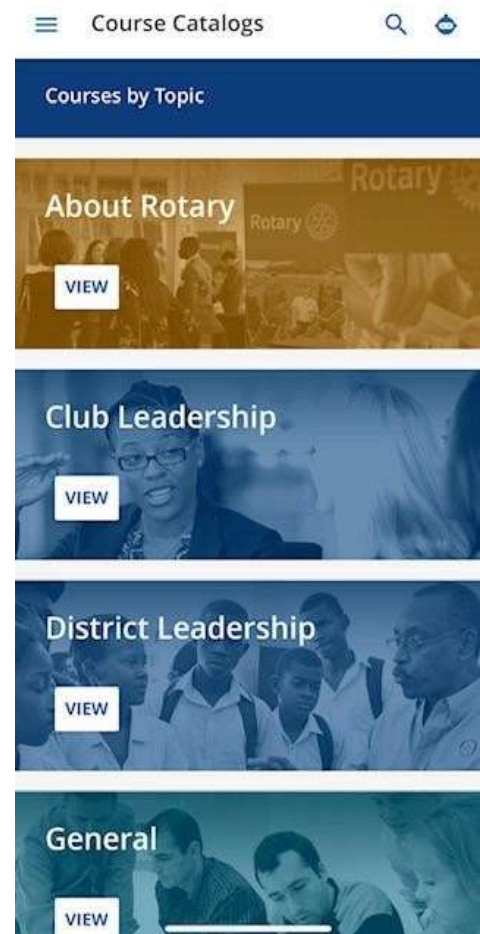 Course Catalogs
Courses by Topic
About Rotary
Rotary
Rotary
VIEW
Club Leadership
VIEW
District Leadership
VIEW
General
VIEW